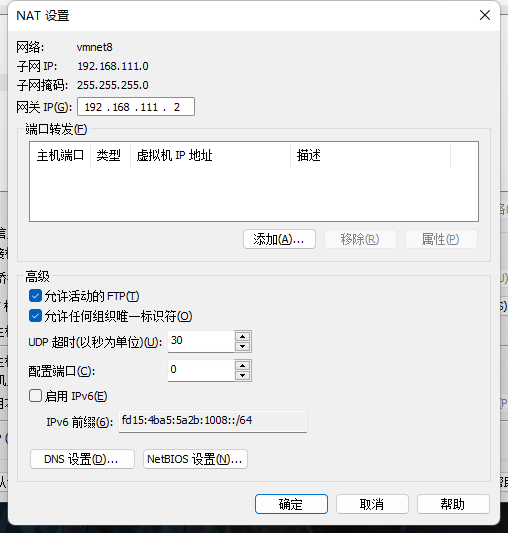 NAT 设置
网络: vmnet8
子网 IP: 192.168.111.0
子网掩码: 255.255.255.0
网关 IP(G): 192 . 168 . 111 . 2
端口转发(F)
主机端口 类型 虚拟机 IP 地址 描述
添加(A)... 移除(R) 属性(P)
高级
允许活动的 FTP(T)
允许任何组织唯一标识符(O)
UDP 超时(以秒为单位)(U): 30
配置端口(C): 0
启用 IPv6(E)
IPv6 前缀(6): fd15:4ba5:5a2b:1008::/64
DNS 设置(D)... NetBIOS 设置(N)...
确定 取消 帮助